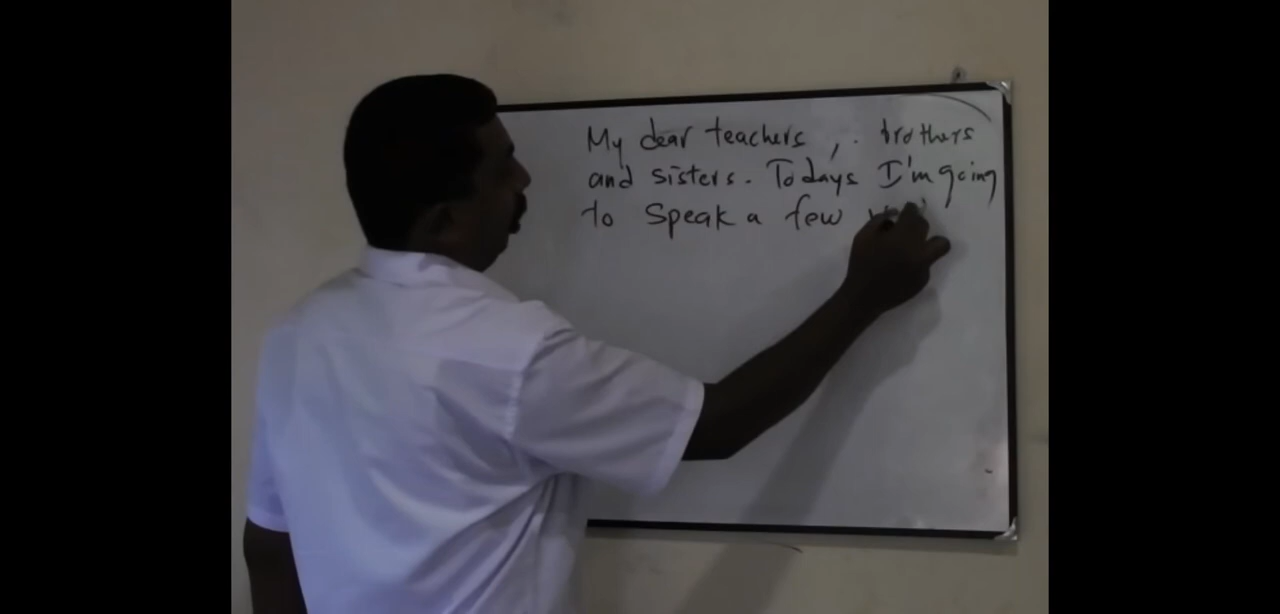 My dear teachers, brothers
and sisters. Todays I'm going
to speak a few